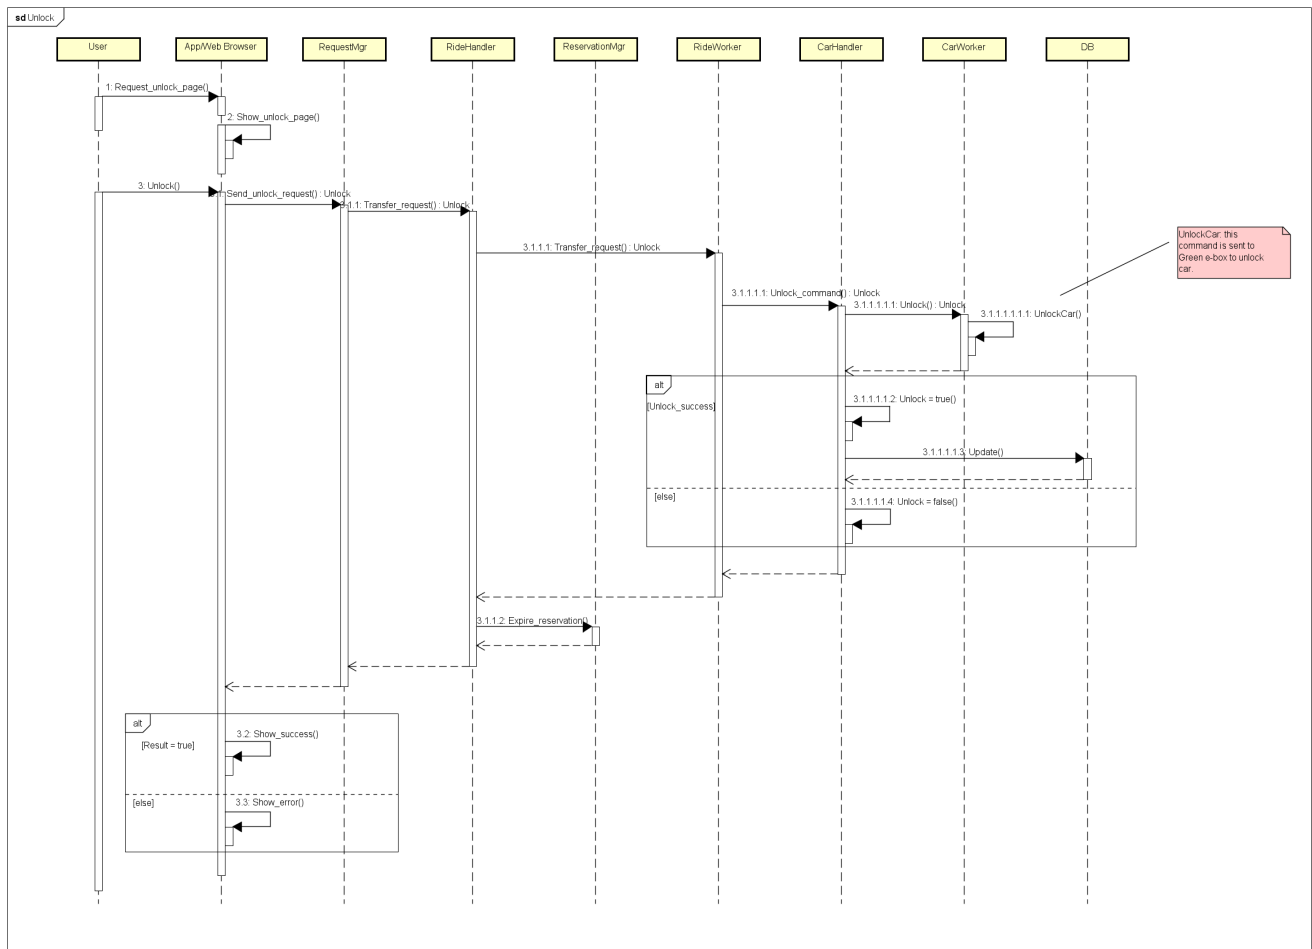 sd Unlock
User
App/Web Browser
RequestMgr
RideHandler
ReservationMgr
RideWorker
CarHandler
CarWorker
DB
1: Request_unlock_page()
2: Show_unlock_page()
3: Unlock()
Send_unlock_request() : Unlock
.1.1: Transfer_request() : Unlock
3.1.1.1: Transfer_request() : Unlock
UnlockCar: this
command is sent to
Green e-box to unlock
car.
3.1.1.1.1: Unlock_command() : Unlock
3.1.1.1.1.1: Unlock() : Unlock
3.1.1.1.1.1.1: UnlockCar()
alt
[Unlock_success]
3.1.1.1.1.2: Unlock = true()
3.1.1.1.1.3: Update()
[else]
3.1.1.1.1.4: Unlock = false()
3.1.1.2: Expire_reservation()
alt
[Result = true]
3.2: Show_success()
[else]
3.3: Show_error()